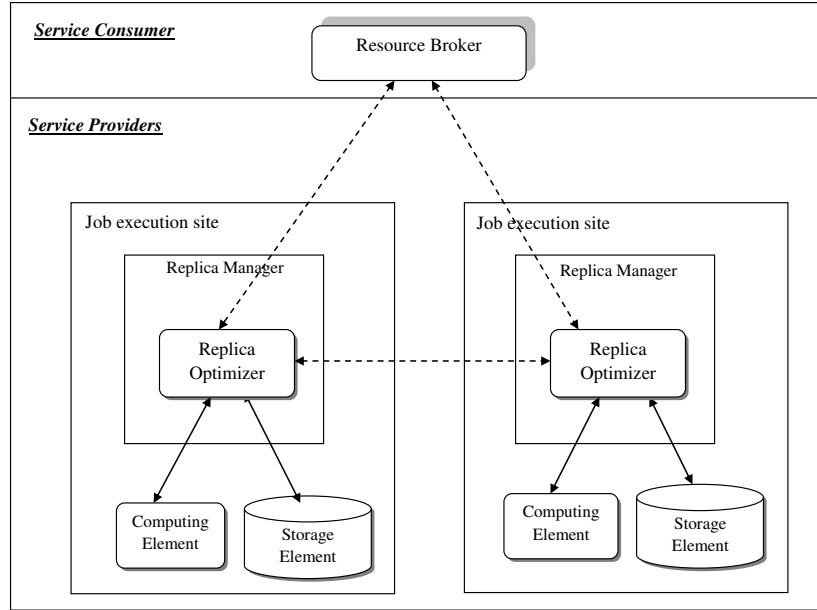 Service Consumer
Resource Broker
Service Providers
Job execution site
Replica Manager
Replica
Optimizer
Computing
Element
Storage
Element
Job execution site
Replica Manager
Replica
Optimizer
Computing
Element
Storage
Element